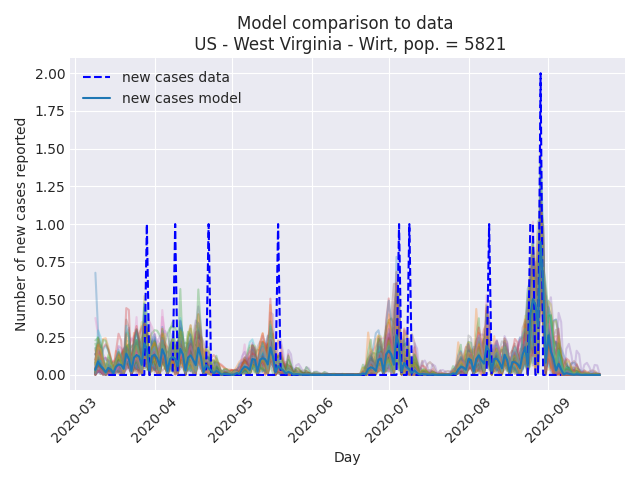 Model comparison to data
US - West Virginia - Wirt, pop. = 5821
new cases data
new cases model
Number of new cases reported
2.00
1.75
1.50
1.25
1.00
0.75
0.50
0.25
0.00
2020-03
2020-04
2020-05
2020-06
2020-07
2020-08
2020-09
Day